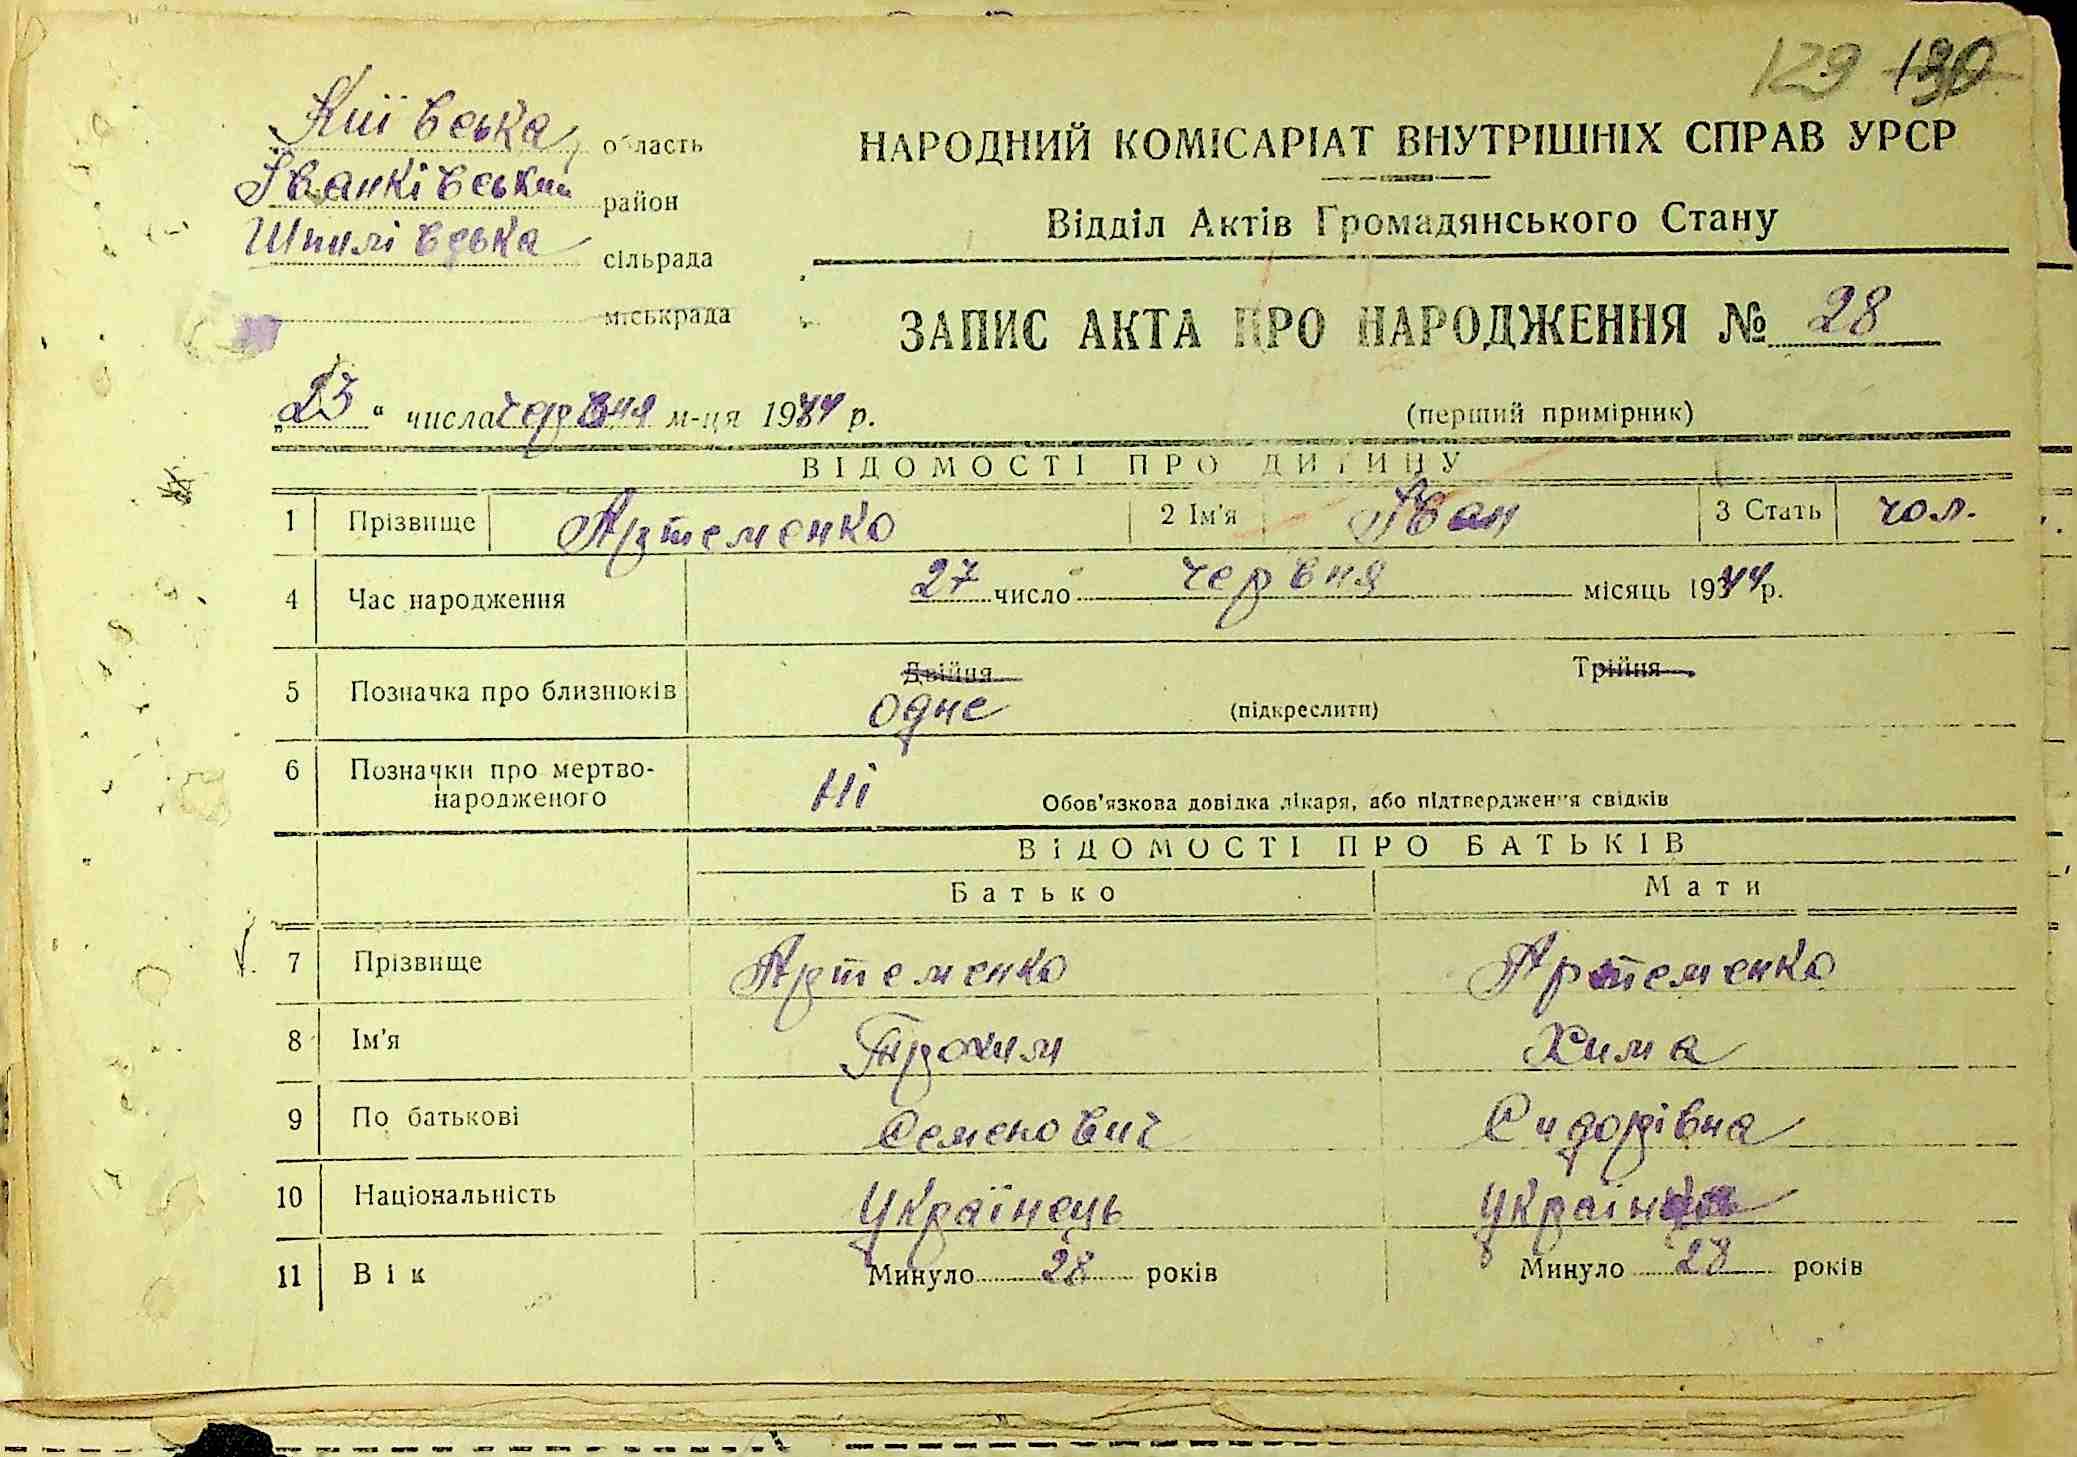 129 130
Київська область
Іванківський район
Шпилівська сільрада
міськрада
НАРОДНИЙ КОМІСАРІАТ ВНУТРІШНІХ СПРАВ УРСР
Відділ Актів Громадянського Стану
ЗАПИС АКТА ПРО НАРОДЖЕННЯ № 28
„23“ числа червня м-ця 1944 р.
(перший примірник)
ВІДОМОСТІ ПРО ДИТИНУ
1 Прізвище Артеменко 2 Ім'я Іван 3 Стать чол.
4 Час народження 27 число червня місяць 1944 р.
5 Позначка про близнюків Двійня Трійня
одне (підкреслити)
6 Позначки про мертво-
народженого Ні Обов'язкова довідка лікаря, або підтвердження свідків
ВІДОМОСТІ ПРО БАТЬКІВ
Батько Мати
7 Прізвище Артеменко Артеменко
8 Ім'я Трохим Хима
9 По батькові Семенович Сидорівна
10 Національність Українець Українка
11 Вік Минуло 28 років Минуло 28 років